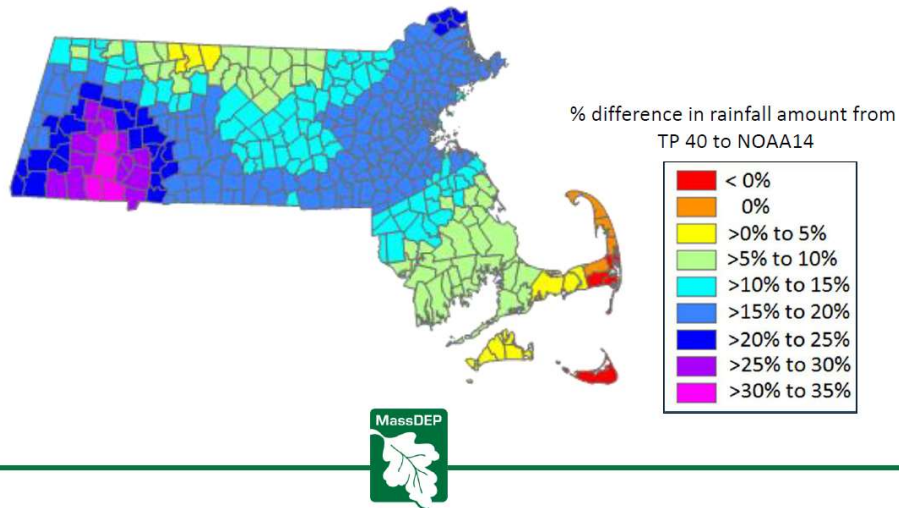 % difference in rainfall amount from
TP 40 to NOAA14
< 0%
0%
>0% to 5%
>5% to 10%
>10% to 15%
>15% to 20%
>20% to 25%
>25% to 30%
>30% to 35%
MassDEP